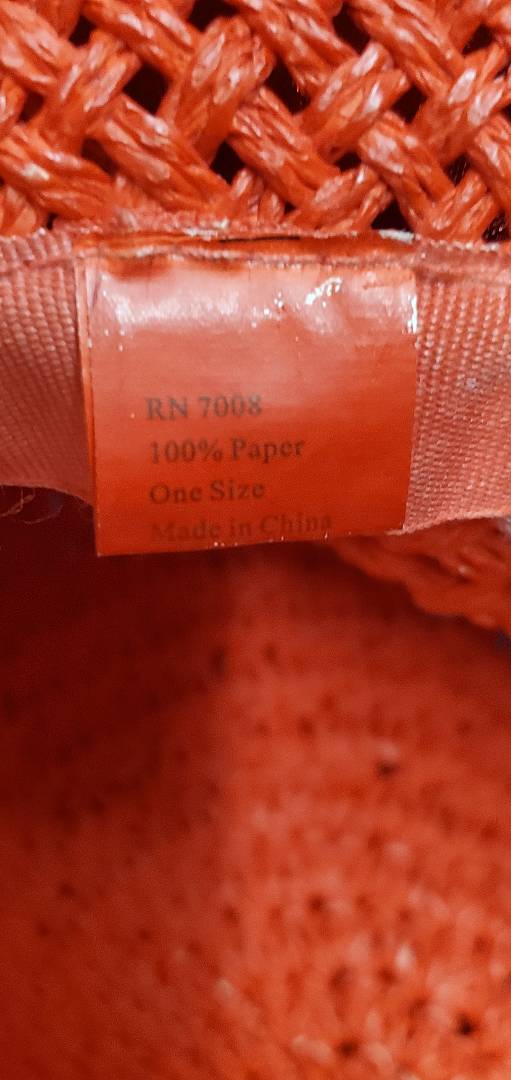 RN 7008
100% Paper
One Size
Made in China